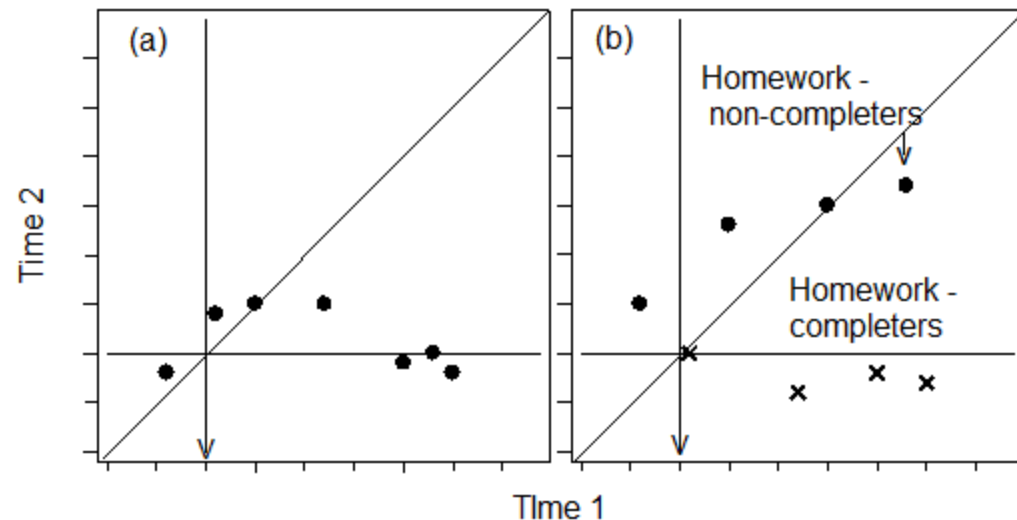 (a)
(b)
Homework -
non-completers
Homework -
completers
Time 2
TIme 1